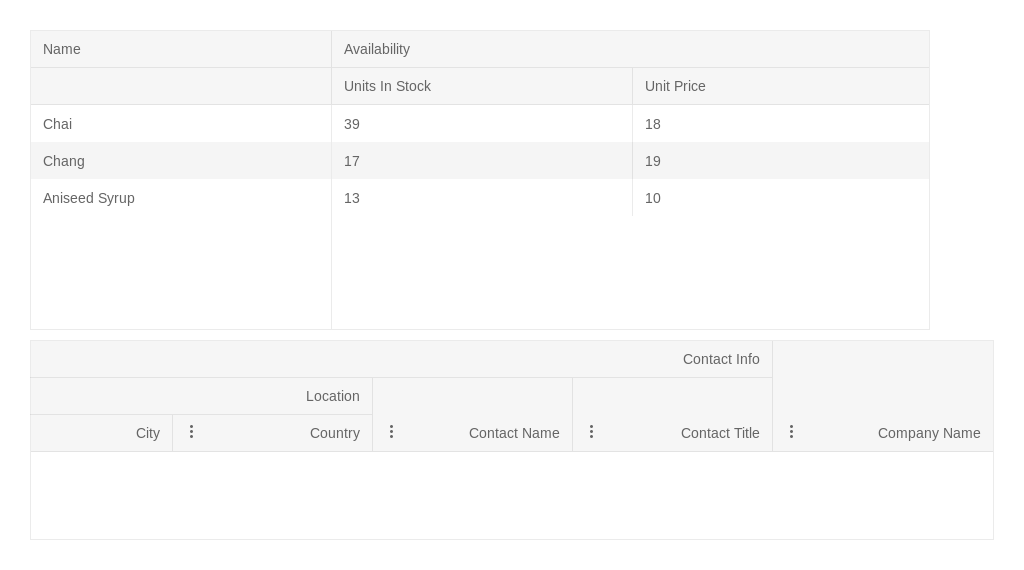 Name Availability
Units In Stock Unit Price
Chai 39 18
Chang 17 19
Aniseed Syrup 13 10
Contact Info
Location
City Country Contact Name Contact Title Company Name